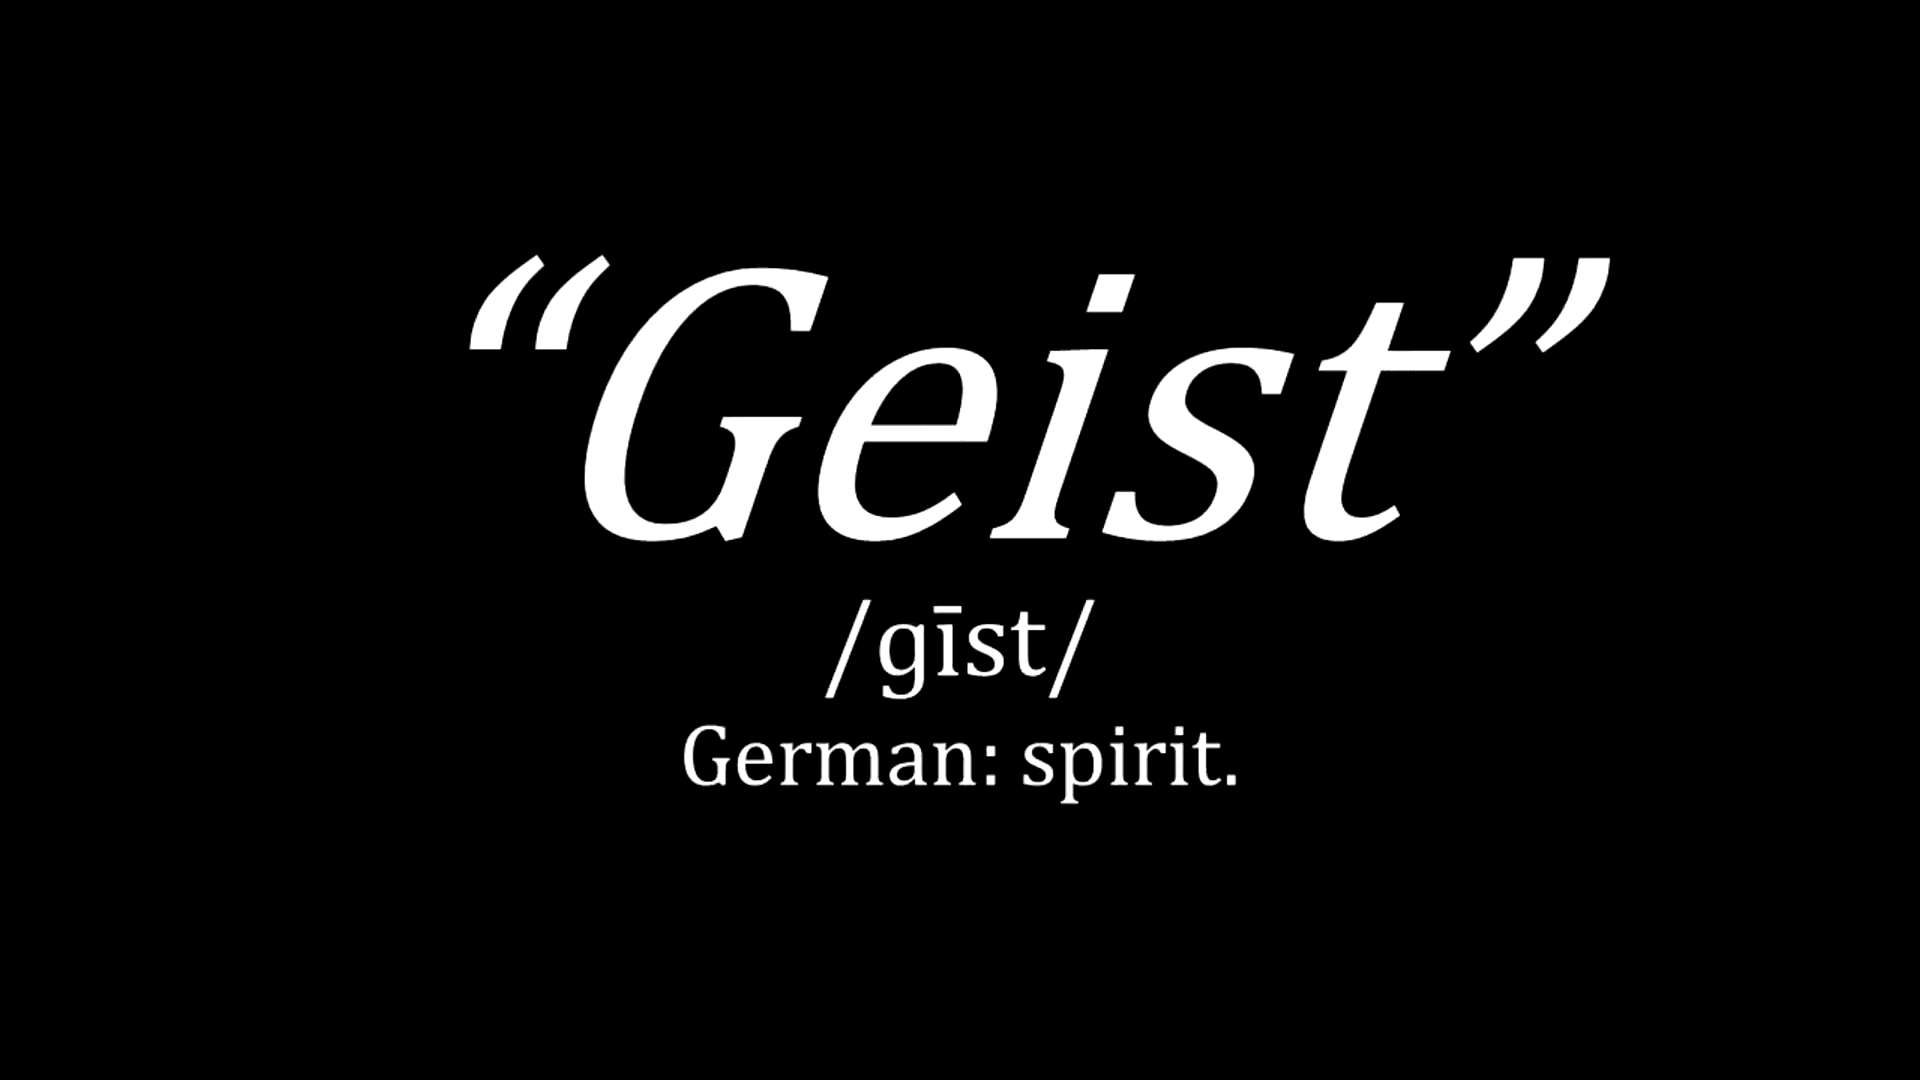 “Geist”
/gīst/
German: spirit.